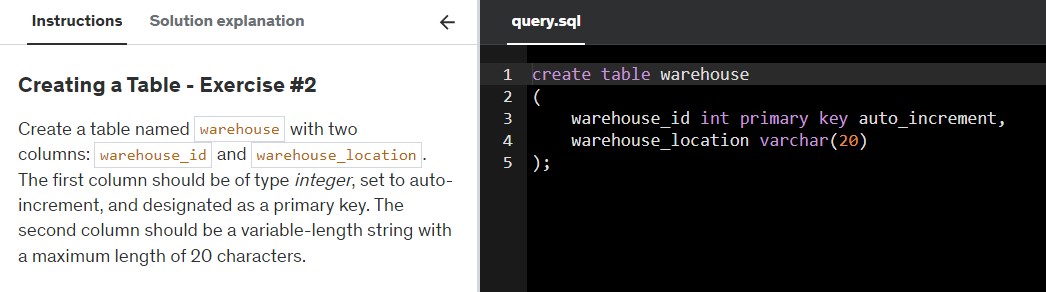 Instructions Solution explanation ←
Creating a Table - Exercise #2
Create a table named warehouse with two
columns: warehouse_id and warehouse_location.
The first column should be of type integer, set to auto-
increment, and designated as a primary key. The
second column should be a variable-length string with
a maximum length of 20 characters.
query.sql
1 create table warehouse
2 (
3     warehouse_id int primary key auto_increment,
4     warehouse_location varchar(20)
5 );